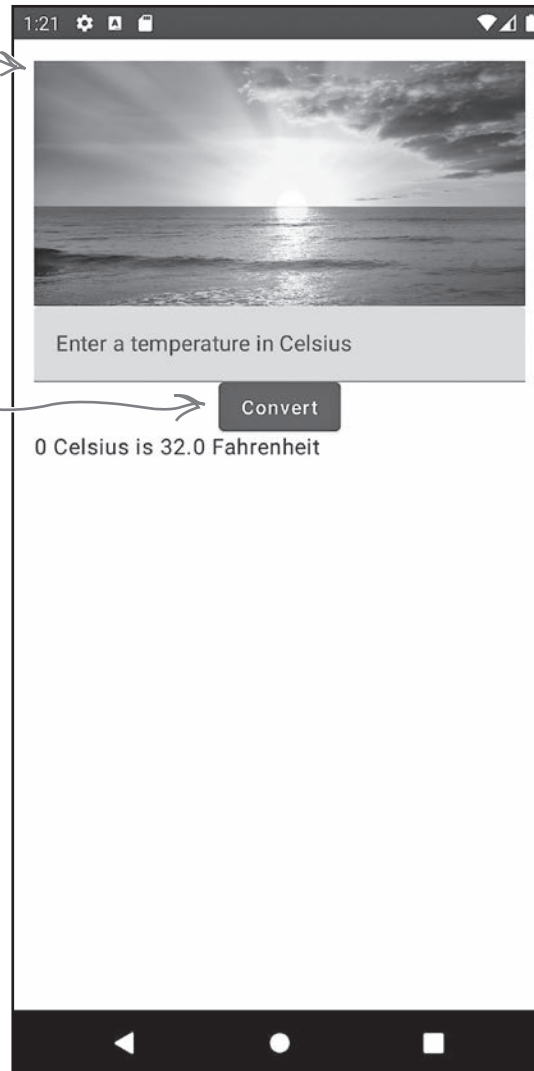 1:21
Enter a temperature in Celsius
Convert
0 Celsius is 32.0 Fahrenheit